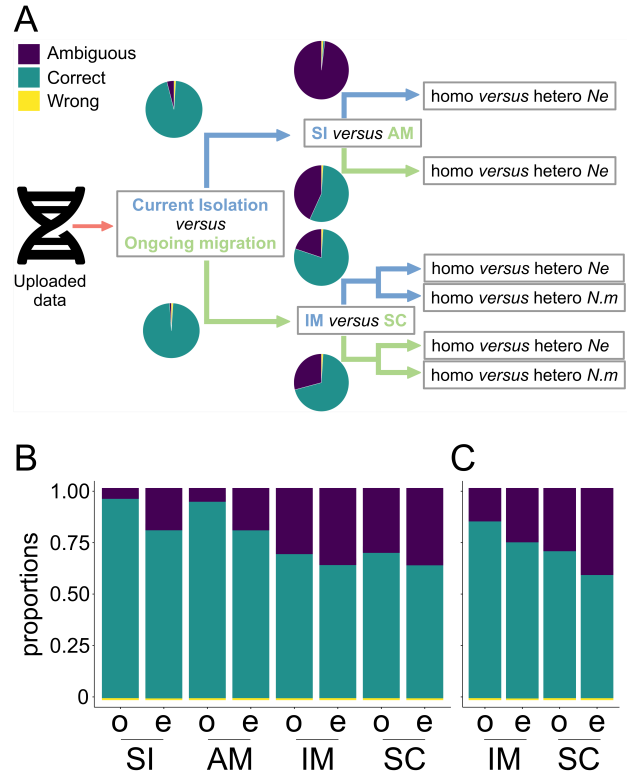 A
Ambiguous
Correct
Wrong
homo versus hetero Ne
SI versus AM
homo versus hetero Ne
Current Isolation
versus
Ongoing migration
Uploaded
data
homo versus hetero Ne
homo versus hetero N.m
IM versus SC
homo versus hetero Ne
homo versus hetero N.m
B
C
proportions
1.00
0.75
0.50
0.25
0
o e o e o e o e
SI AM IM SC
o e o e
IM SC